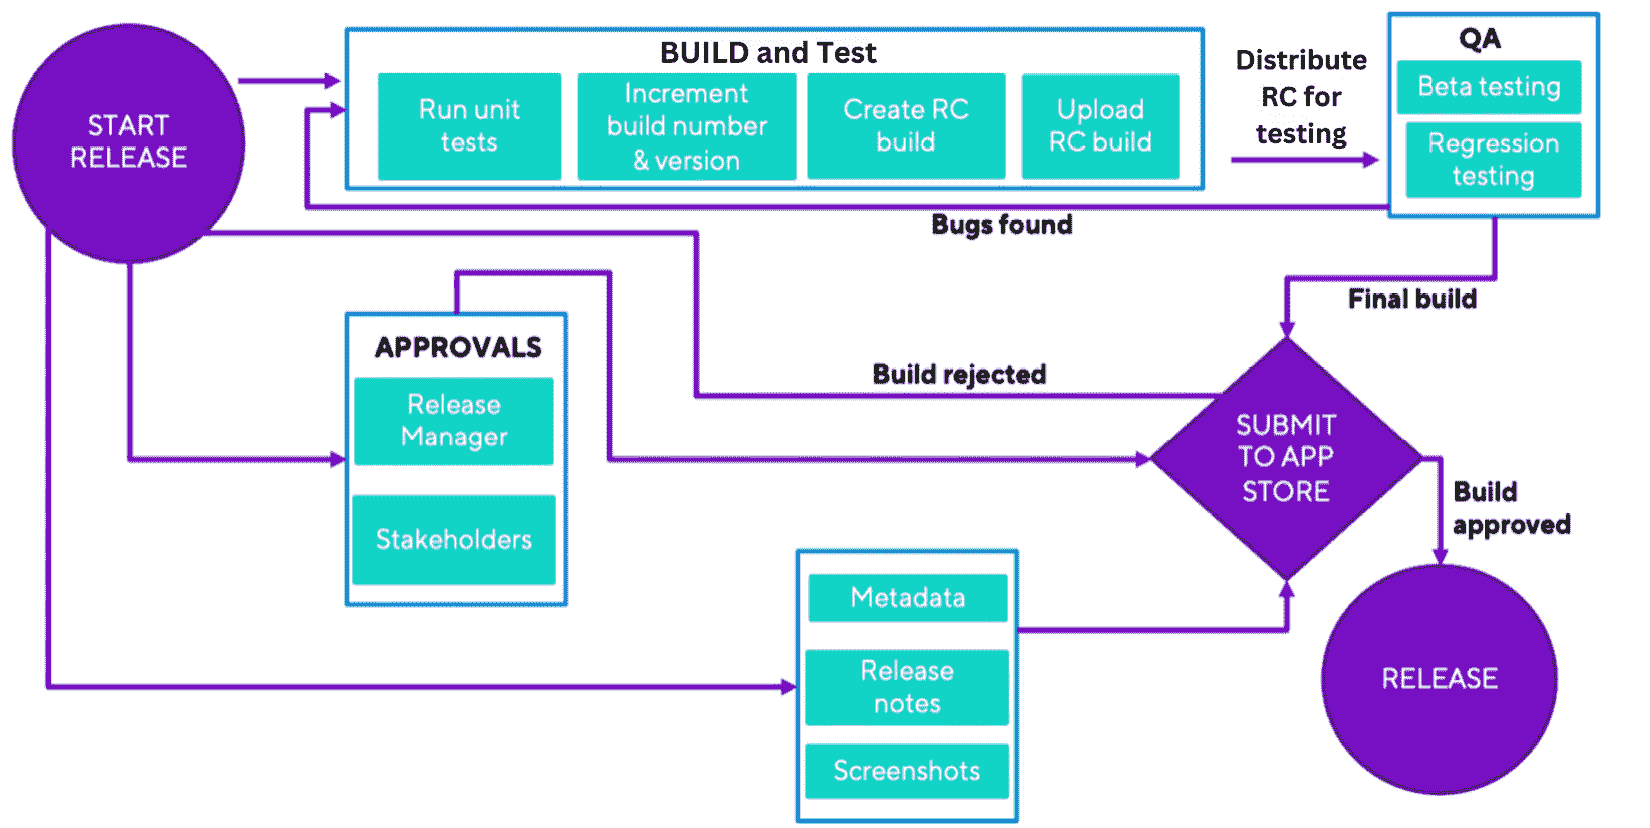 START
RELEASE
BUILD and Test
Run unit
tests
Increment
build number
& version
Create RC
build
Upload
RC build
Distribute
RC for
testing
QA
Beta testing
Regression
testing
Bugs found
Final build
APPROVALS
Release
Manager
Stakeholders
Build rejected
SUBMIT
TO APP
STORE
Build
approved
Metadata
Release
notes
Screenshots
RELEASE